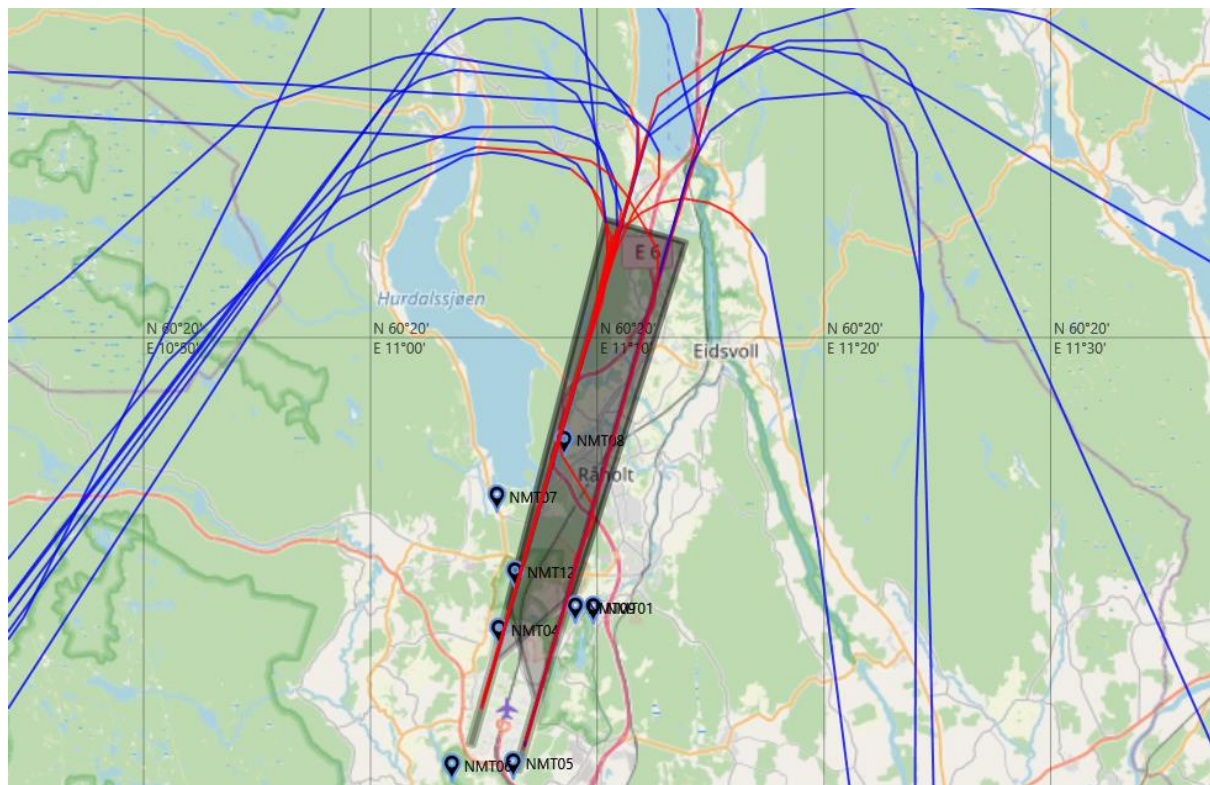 E 6
Hurdalssjøen
N 60°20'
E 10°50'
N 60°20'
E 11°00'
N 60°20'
E 11°10'
N 60°20'
E 11°20'
N 60°20'
E 11°30'
Eidsvoll
NMT08
Råholt
NMT07
NMT12
NMT01
NMT04
NMT06
NMT05